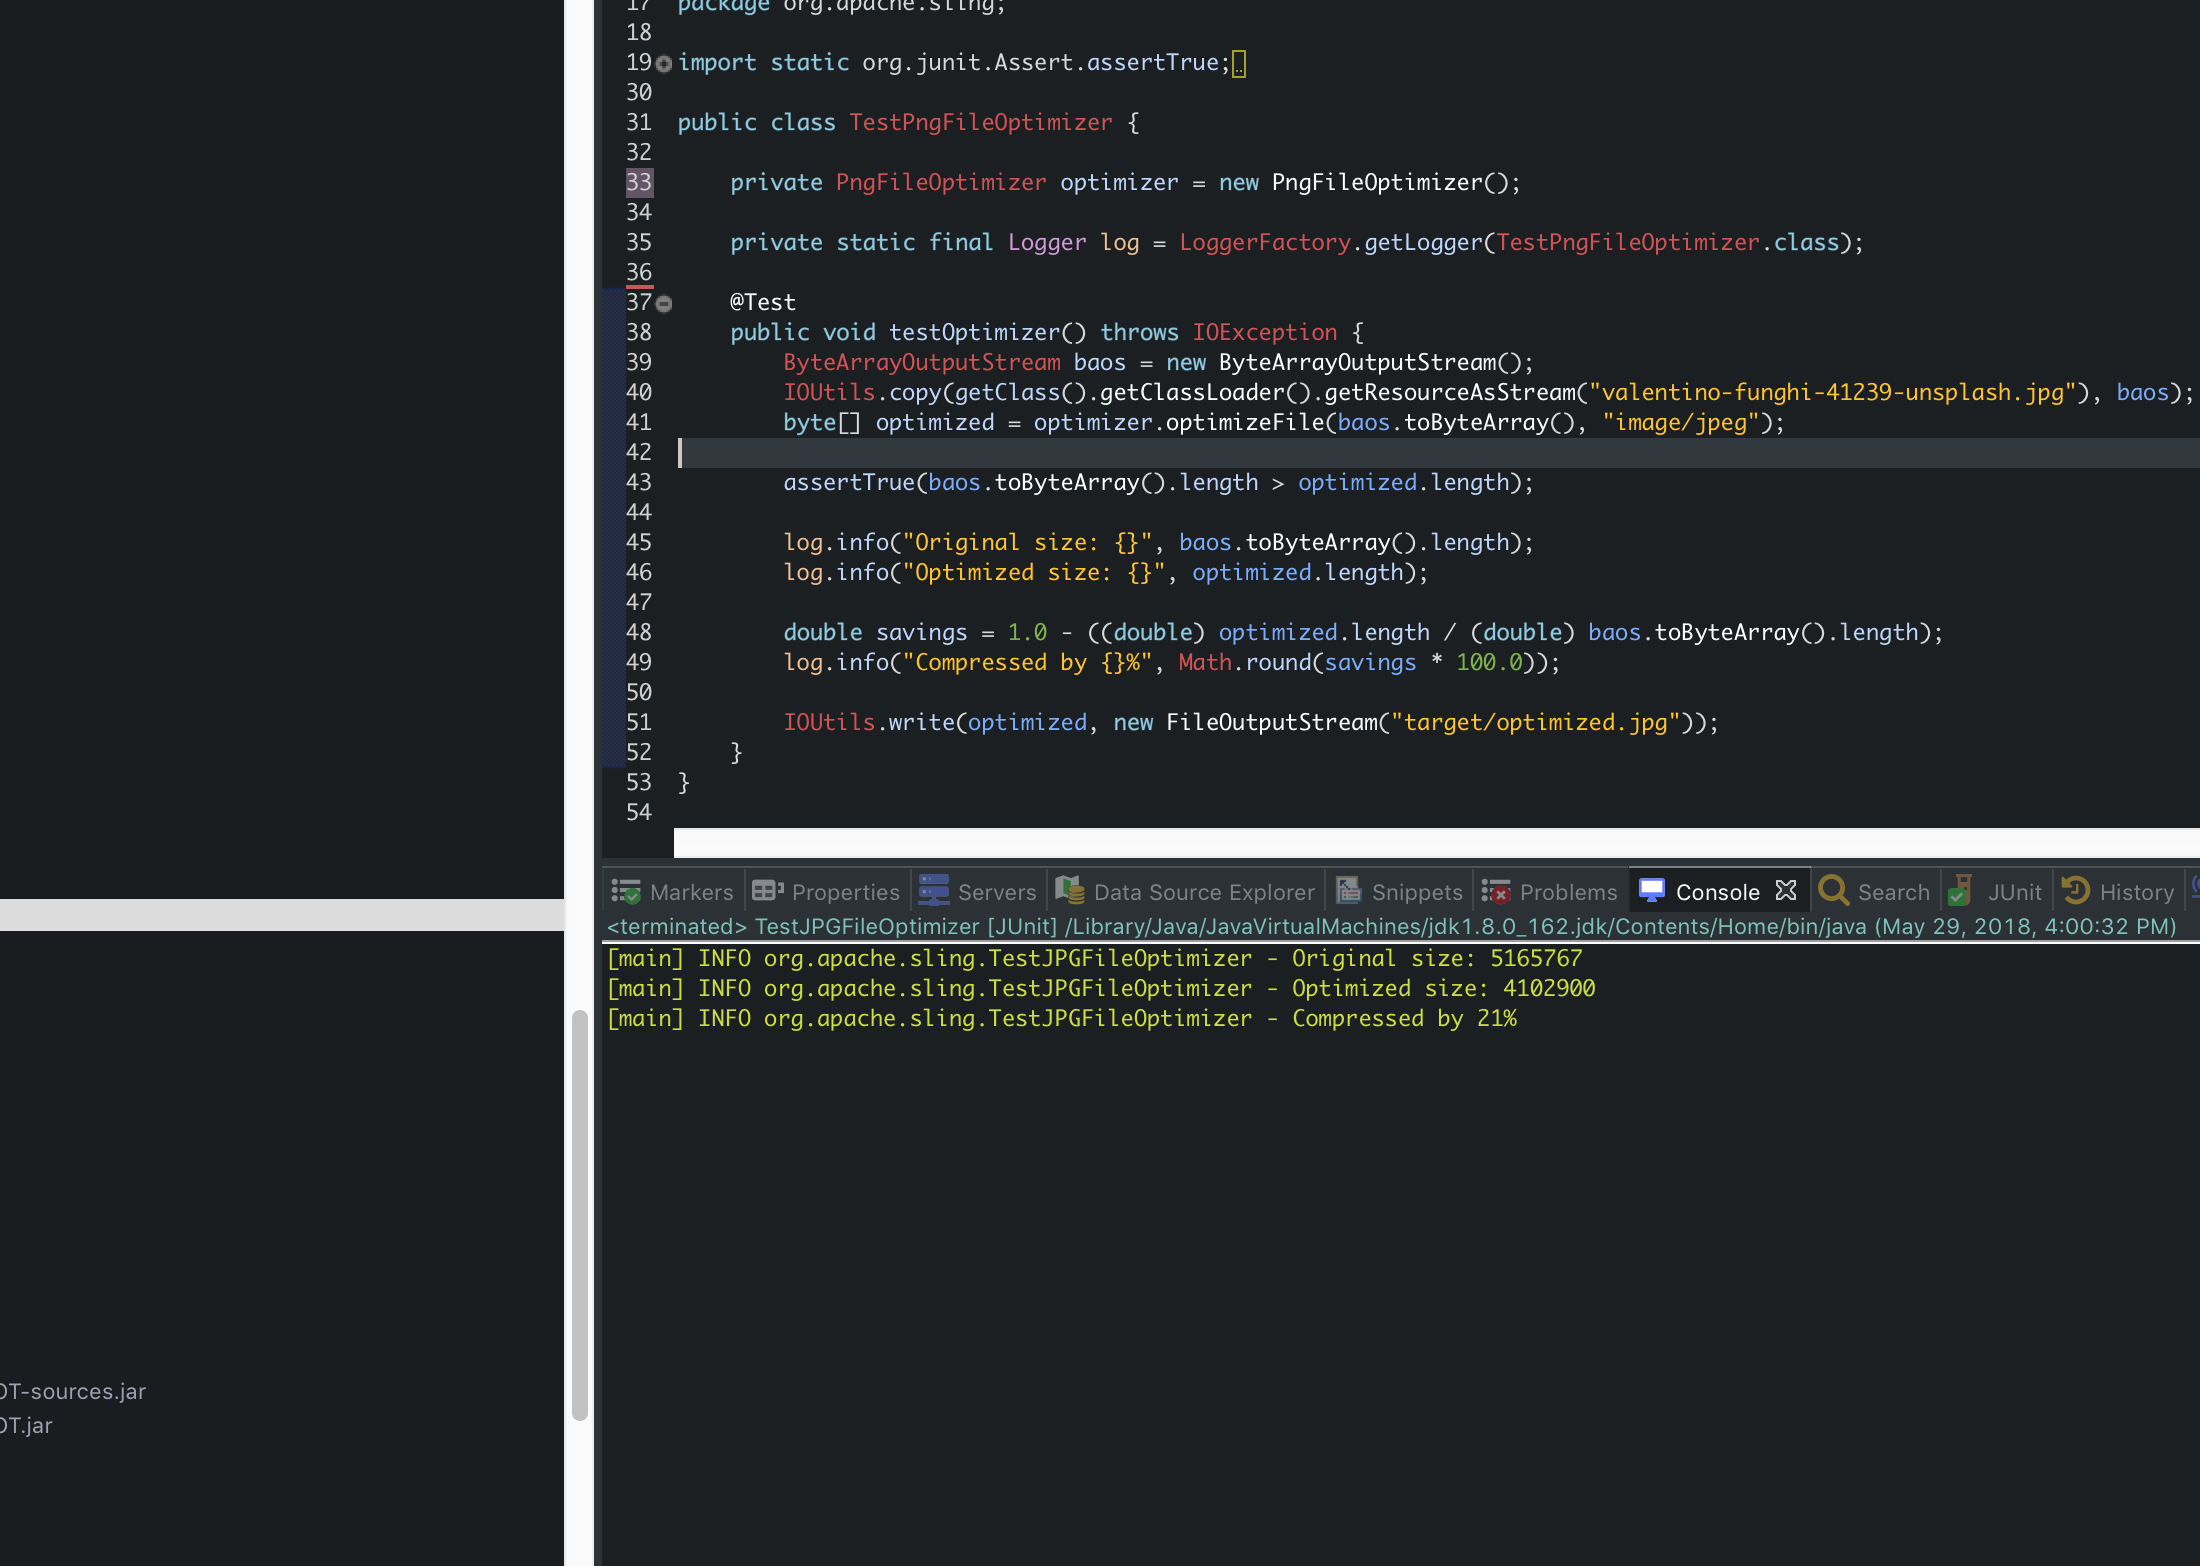 17 package org.apache.sling;
18
19 import static org.junit.Assert.assertTrue;
30
31 public class TestPngFileOptimizer {
32
33 private PngFileOptimizer optimizer = new PngFileOptimizer();
34
35 private static final Logger log = LoggerFactory.getLogger(TestPngFileOptimizer.class);
36
37 @Test
38 public void testOptimizer() throws IOException {
39 ByteArrayOutputStream baos = new ByteArrayOutputStream();
40 IOUtils.copy(getClass().getClassLoader().getResourceAsStream("valentino-funghi-41239-unsplash.jpg"), baos);
41 byte[] optimized = optimizer.optimizeFile(baos.toByteArray(), "image/jpeg");
42
43 assertTrue(baos.toByteArray().length > optimized.length);
44
45 log.info("Original size: {}", baos.toByteArray().length);
46 log.info("Optimized size: {}", optimized.length);
47
48 double savings = 1.0 - ((double) optimized.length / (double) baos.toByteArray().length);
49 log.info("Compressed by {}%", Math.round(savings * 100.0));
50
51 IOUtils.write(optimized, new FileOutputStream("target/optimized.jpg"));
52 }
53 }
54
Markers Properties Servers Data Source Explorer Snippets Problems Console Search JUnit History
<terminated> TestJPGFileOptimizer [JUnit] /Library/Java/JavaVirtualMachines/jdk1.8.0_162.jdk/Contents/Home/bin/java (May 29, 2018, 4:00:32 PM)
[main] INFO org.apache.sling.TestJPGFileOptimizer - Original size: 5165767
[main] INFO org.apache.sling.TestJPGFileOptimizer - Optimized size: 4102900
[main] INFO org.apache.sling.TestJPGFileOptimizer - Compressed by 21%
OT-sources.jar
OT.jar